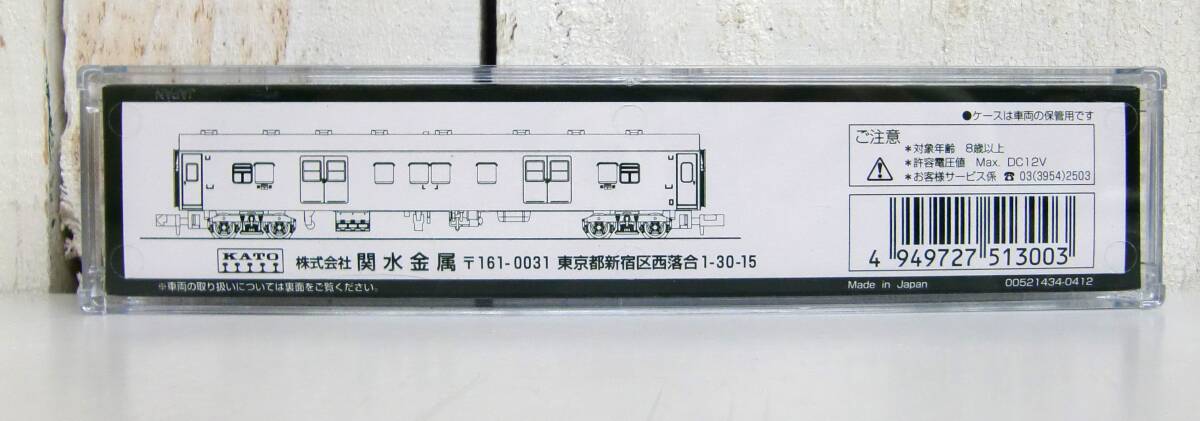 ●ケースは車両の保管用です
ご注意
＊対象年齢 8歳以上
＊許容電圧値 Max. DC12V
＊お客様サービス係 ☎ 03(3954)2503
4 949727 513003
KATO 株式会社 関水金属 〒161-0031 東京都新宿区西落合1-30-15
※車両の取り扱いについては裏面をご覧ください。
Made in Japan 00521434-0412